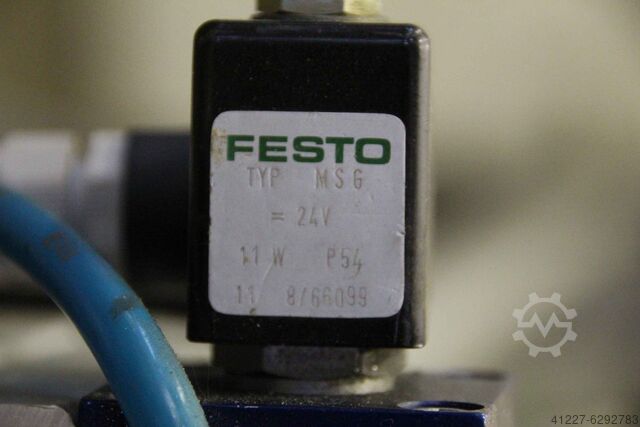 FESTO
TYP MSG
= 24V
11 W P54
11 8/66099
41227-6292783